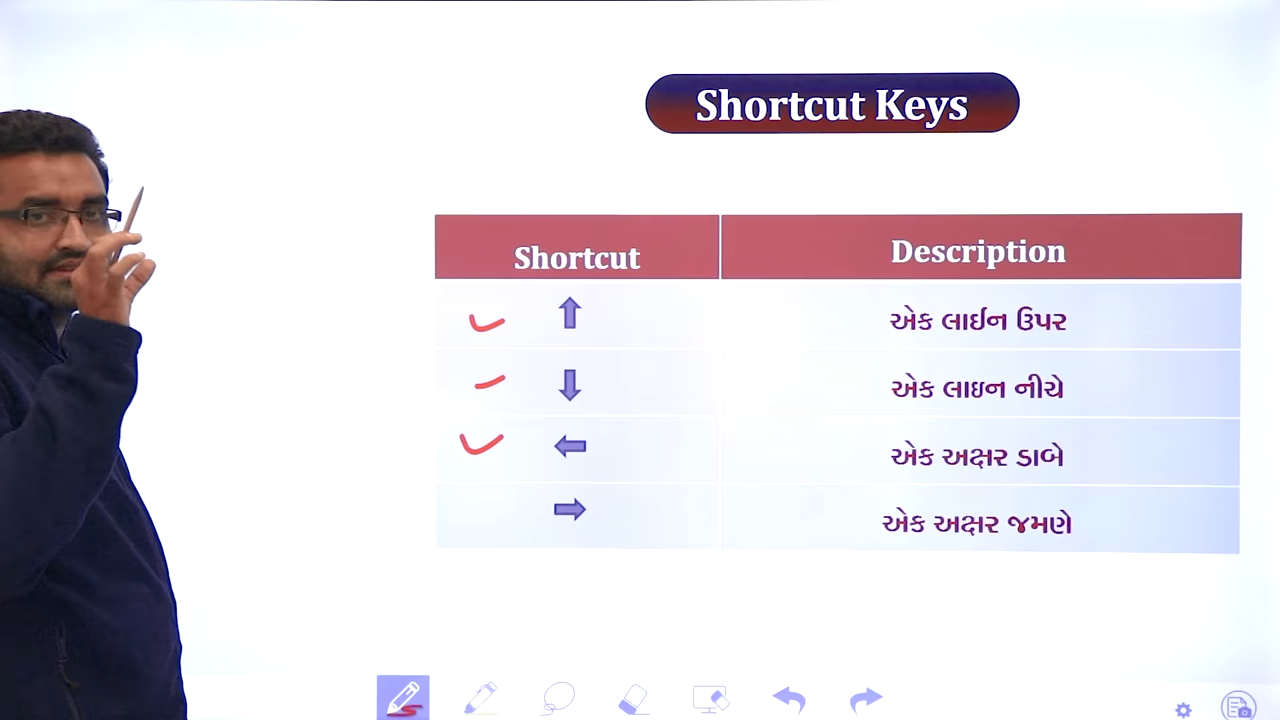 Shortcut Keys
Shortcut Description
એક લાઈન ઉપર
એક લાઇન નીચે
એક અક્ષર ડાબે
એક અક્ષર જમણે